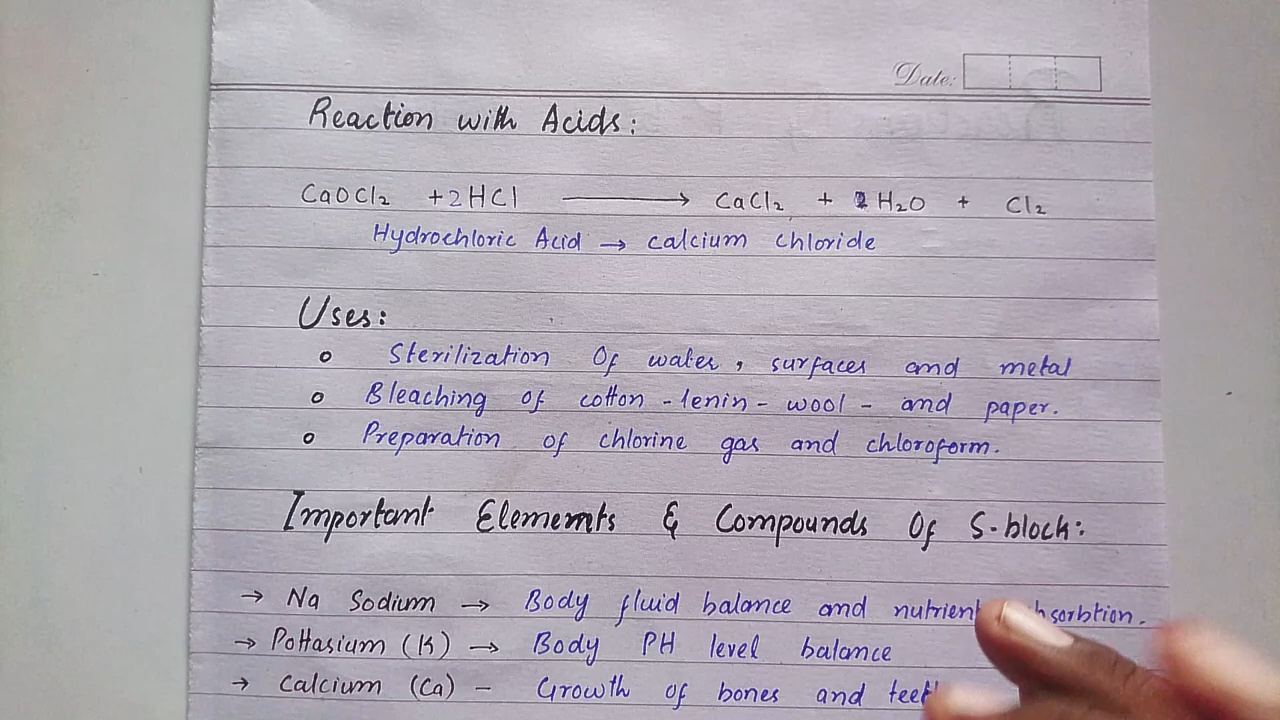 Date:
Reaction with Acids:
CaOCl₂ + 2HCl ⟶ CaCl₂ + H₂O + Cl₂
Hydrochloric Acid → calcium chloride
Uses:
o Sterilization Of water, surfaces and metal
o Bleaching of cotton - lenin - wool - and paper.
o Preparation of chlorine gas and chloroform.
Important Elements & Compounds Of S-block:
→ Na Sodium → Body fluid balance and nutrient absorbtion.
→ Pottasium (K) → Body PH level balance
→ Calcium (Ca) - Growth of bones and teeth